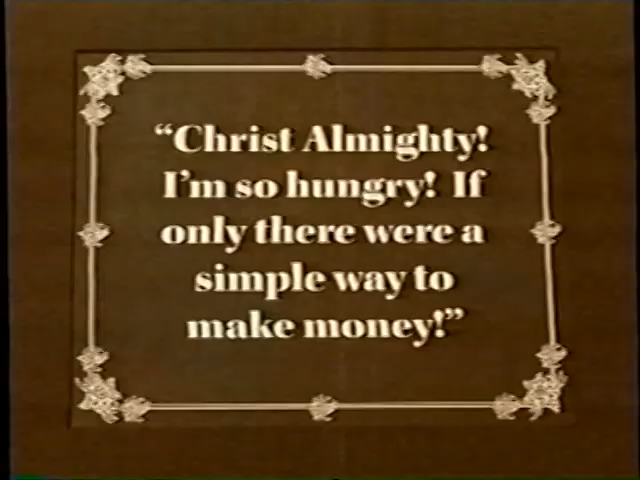 “Christ Almighty!
I'm so hungry! If
only there were a
simple way to
make money!”